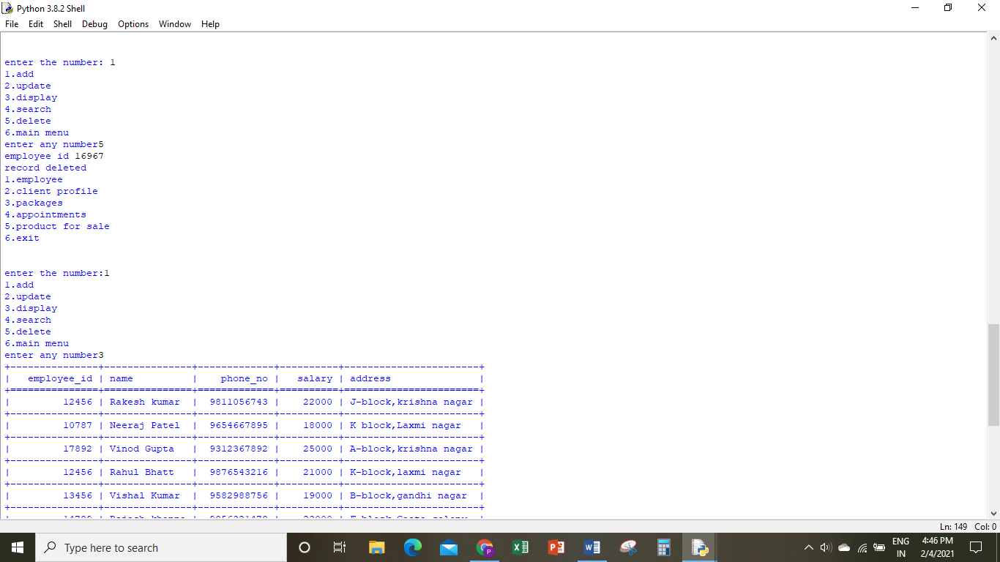 Python 3.8.2 Shell
File Edit Shell Debug Options Window Help
enter the number: 1
1.add
2.update
3.display
4.search
5.delete
6.main menu
enter any number5
employee id 16967
record deleted
1.employee
2.client profile
3.packages
4.appointments
5.product for sale
6.exit
enter the number:1
1.add
2.update
3.display
4.search
5.delete
6.main menu
enter any number3
+---------------+---------------+-------------+----------+-----------------------+
| employee_id | name | phone_no | salary | address |
+===============+===============+=============+==========+=======================+
| 12456 | Rakesh kumar | 9811056743 | 22000 | J-block,krishna nagar |
+---------------+---------------+-------------+----------+-----------------------+
| 10787 | Neeraj Patel | 9654667895 | 18000 | K block,Laxmi nagar |
+---------------+---------------+-------------+----------+-----------------------+
| 17892 | Vinod Gupta | 9312367892 | 25000 | A-block,krishna nagar |
+---------------+---------------+-------------+----------+-----------------------+
| 12456 | Rahul Bhatt | 9876543216 | 21000 | K-block,laxmi nagar |
+---------------+---------------+-------------+----------+-----------------------+
| 13456 | Vishal Kumar | 9582988756 | 19000 | B-block,gandhi nagar |
+---------------+---------------+-------------+----------+-----------------------+
Ln: 149 Col: 0
Type here to search
ENG
IN
4:46 PM
2/4/2021